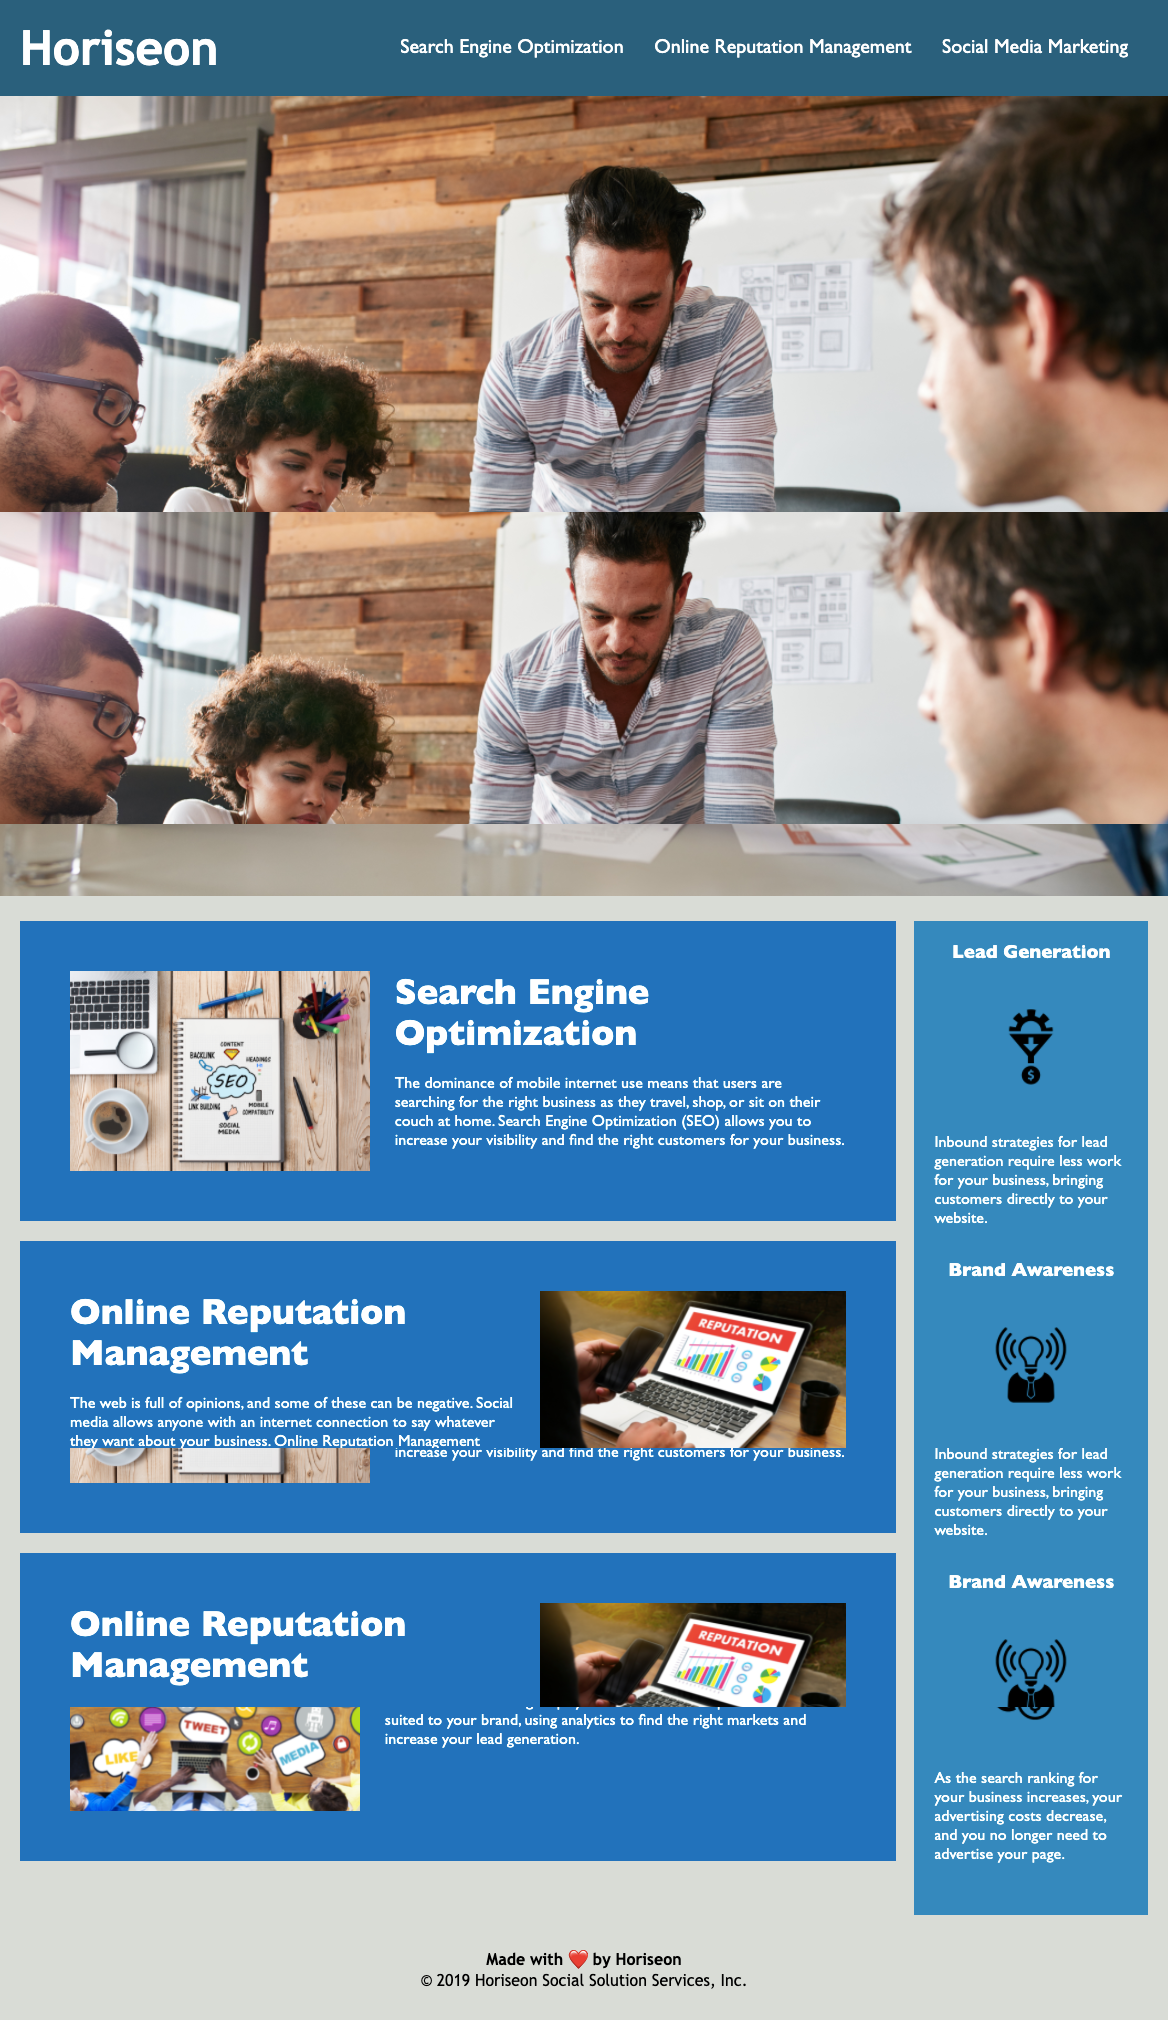 Horiseon
Search Engine Optimization
Online Reputation Management
Social Media Marketing
Search Engine
Optimization
CONTENT
BACKLINK
HEADINGS
SEO
LINK BUILDING
MOBILE
COMPATIBILITY
SOCIAL
MEDIA
The dominance of mobile internet use means that users are
searching for the right business as they travel, shop, or sit on their
couch at home. Search Engine Optimization (SEO) allows you to
increase your visibility and find the right customers for your business.
Online Reputation
Management
REPUTATION
The web is full of opinions, and some of these can be negative. Social
media allows anyone with an internet connection to say whatever
they want about your business. Online Reputation Management
increase your visibility and find the right customers for your business.
Online Reputation
Management
REPUTATION
TWEET
LIKE
MEDIA
suited to your brand, using analytics to find the right markets and
increase your lead generation.
Lead Generation
$
Inbound strategies for lead
generation require less work
for your business, bringing
customers directly to your
website.
Brand Awareness
Inbound strategies for lead
generation require less work
for your business, bringing
customers directly to your
website.
Brand Awareness
As the search ranking for
your business increases, your
advertising costs decrease,
and you no longer need to
advertise your page.
Made with ❤️ by Horiseon
© 2019 Horiseon Social Solution Services, Inc.